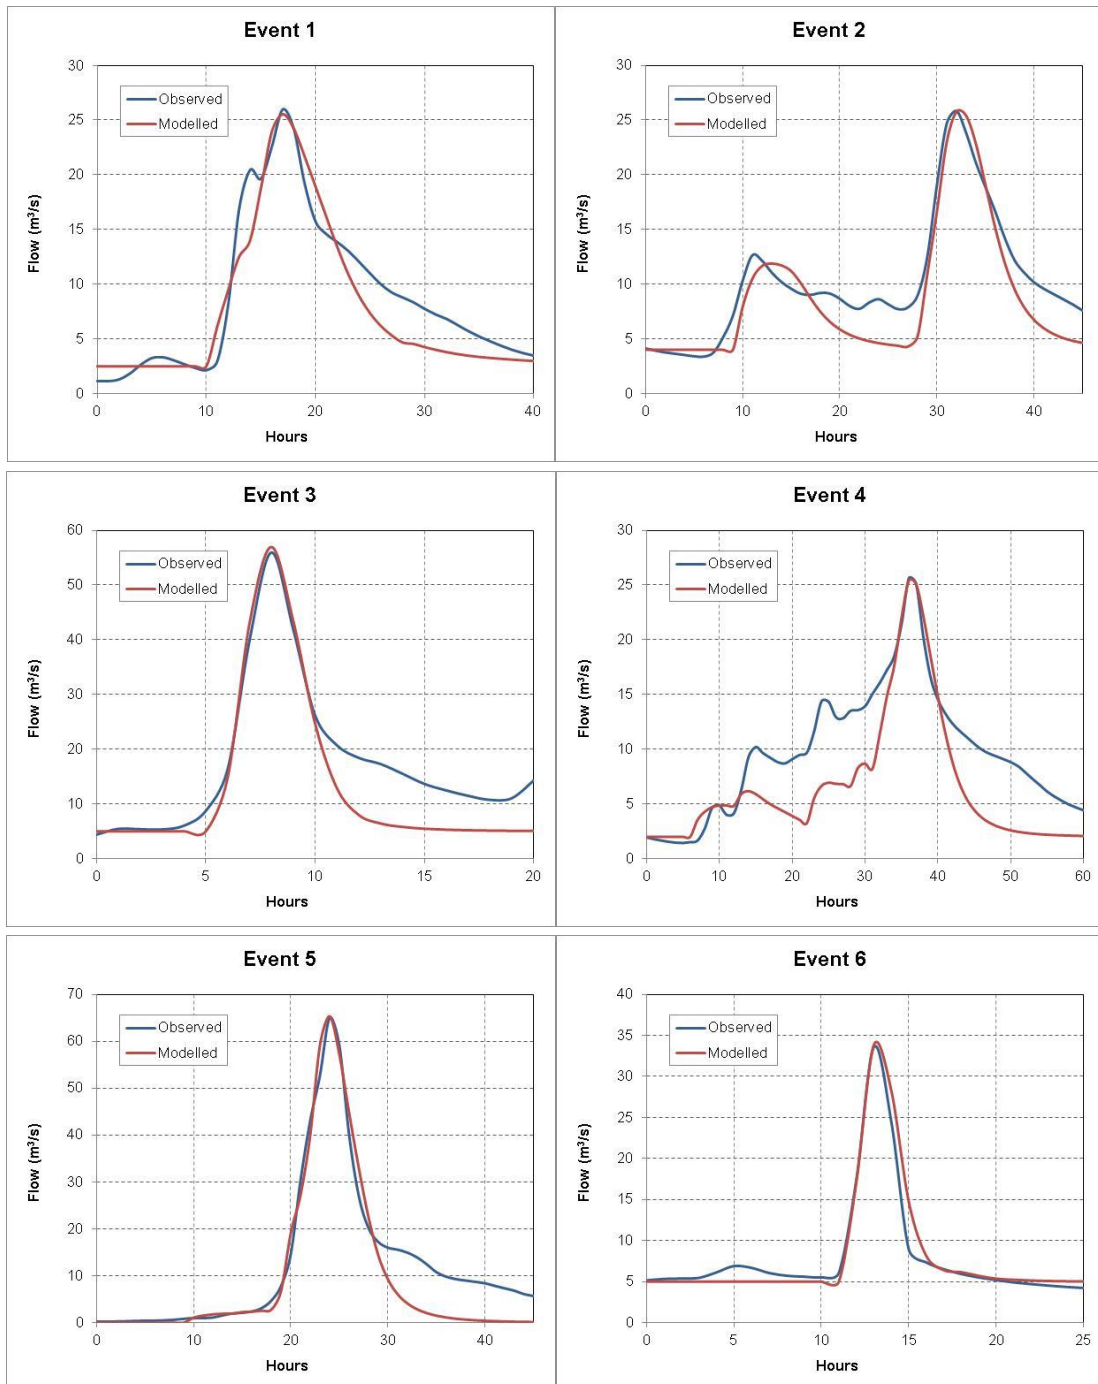 Event 1
30
25
20
15
10
5
0
Flow (m³/s)
Observed
Modelled
0 10 20 30 40
Hours
Event 2
30
25
20
15
10
5
0
Flow (m³/s)
Observed
Modelled
0 10 20 30 40
Hours
Event 3
60
50
40
30
20
10
0
Flow (m³/s)
Observed
Modelled
0 5 10 15 20
Hours
Event 4
30
25
20
15
10
5
0
Flow (m³/s)
Observed
Modelled
0 10 20 30 40 50 60
Hours
Event 5
70
60
50
40
30
20
10
0
Flow (m³/s)
Observed
Modelled
0 10 20 30 40
Hours
Event 6
40
35
30
25
20
15
10
5
0
Flow (m³/s)
Observed
Modelled
0 5 10 15 20 25
Hours